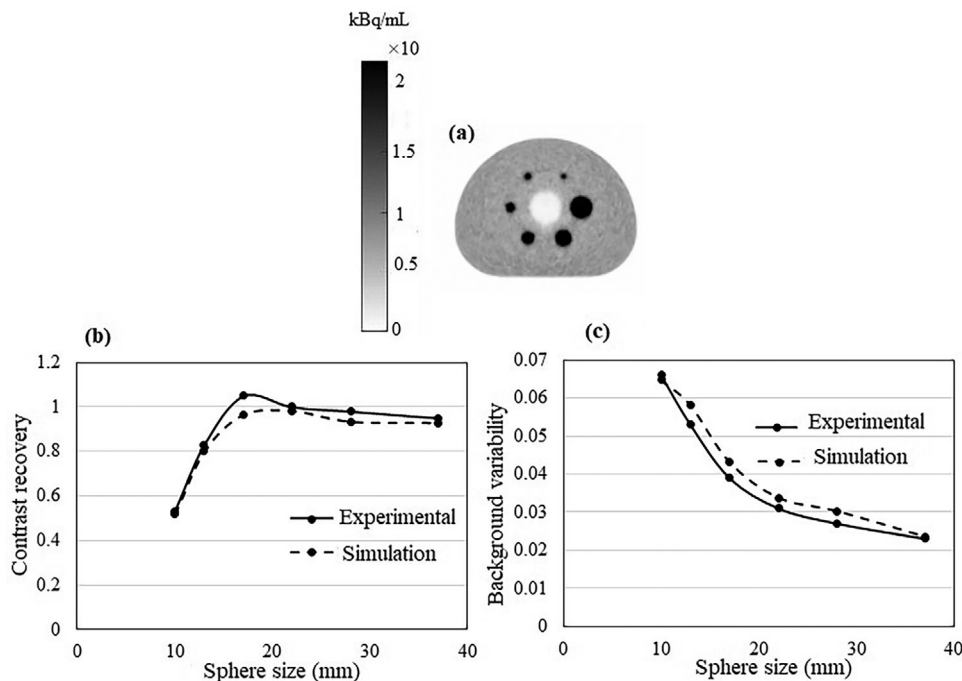 kBq/mL
×10
2
1.5
1
0.5
0
(a)
(b)
1.2
1
0.8
0.6
0.4
0.2
0
0 10 20 30 40
Contrast recovery
Sphere size (mm)
Experimental
Simulation
(c)
0.07
0.06
0.05
0.04
0.03
0.02
0.01
0
0 10 20 30 40
Background variability
Sphere size (mm)
Experimental
Simulation